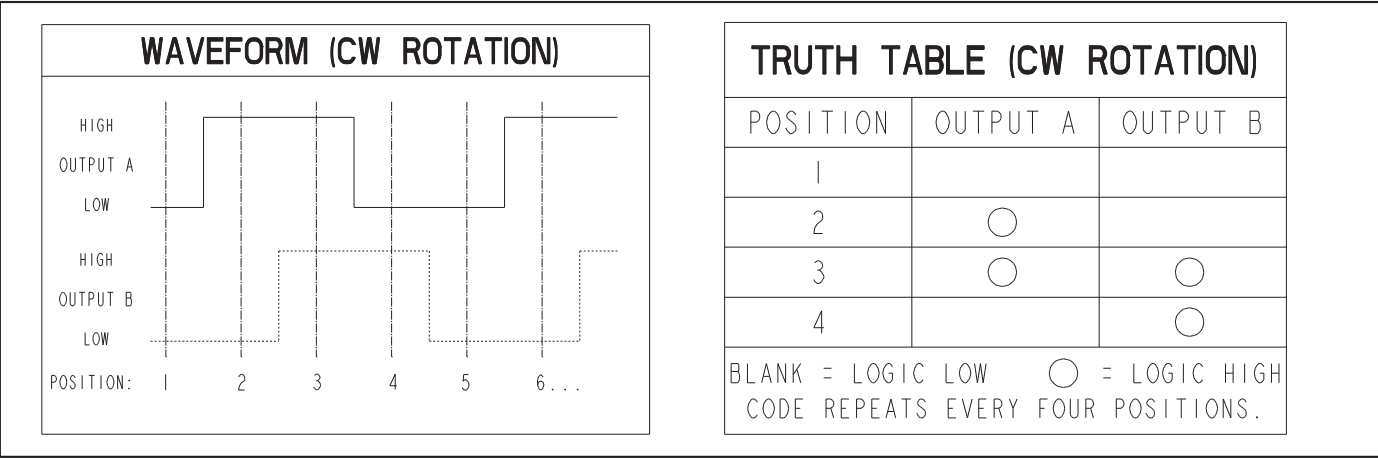 WAVEFORM (CW ROTATION)
HIGH
OUTPUT A
LOW
HIGH
OUTPUT B
LOW
POSITION: 1 2 3 4 5 6...
TRUTH TABLE (CW ROTATION)
POSITION OUTPUT A OUTPUT B
1
2
3
4
BLANK = LOGIC LOW ◯ = LOGIC HIGH
CODE REPEATS EVERY FOUR POSITIONS.